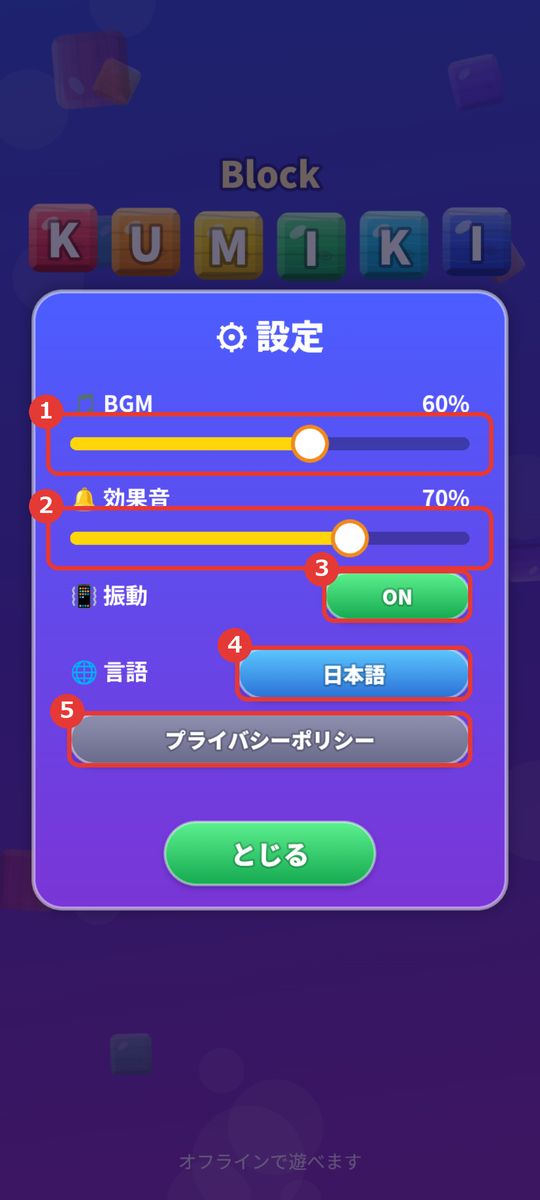 Block
KUMIKI
設定
1
BGM 60%
2
効果音 70%
3
振動 ON
4
言語 日本語
5
プライバシーポリシー
とじる
オフラインで遊べます